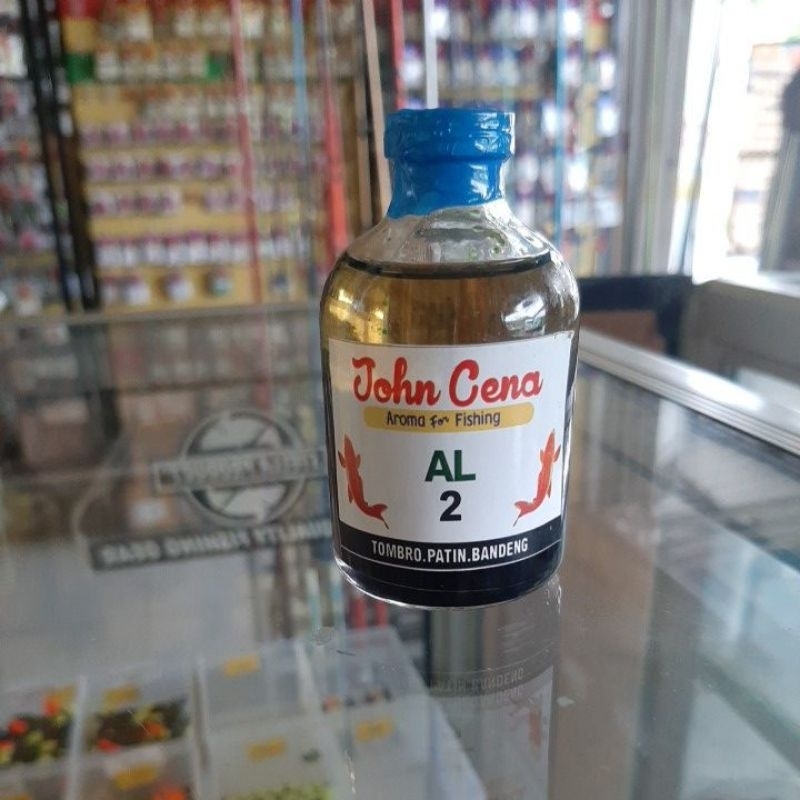 John Cena
Aroma for Fishing
AL
2
TOMBRO.PATIN.BANDENG